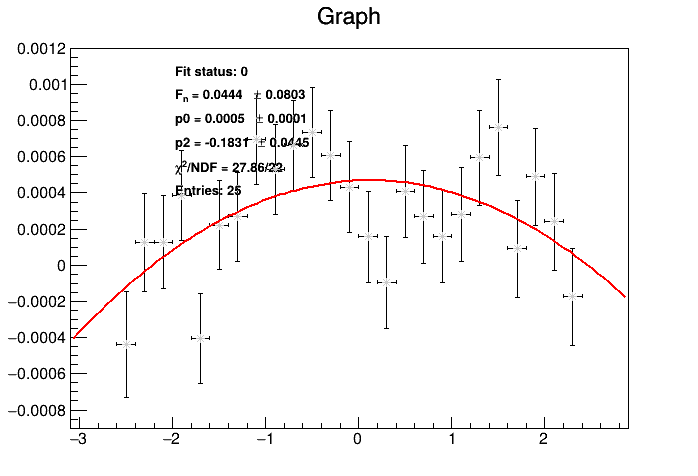 Graph
0.0012
Fit status: 0
0.001
Fn = 0.0444 ± 0.0803
0.0008
p0 = 0.0005 ± 0.0001
p2 = -0.1831 ± 0.0445
0.0006
χ²/NDF = 27.86/22
0.0004
Entries: 25
0.0002
0
−0.0002
−0.0004
−0.0006
−0.0008
−3 −2 −1 0 1 2